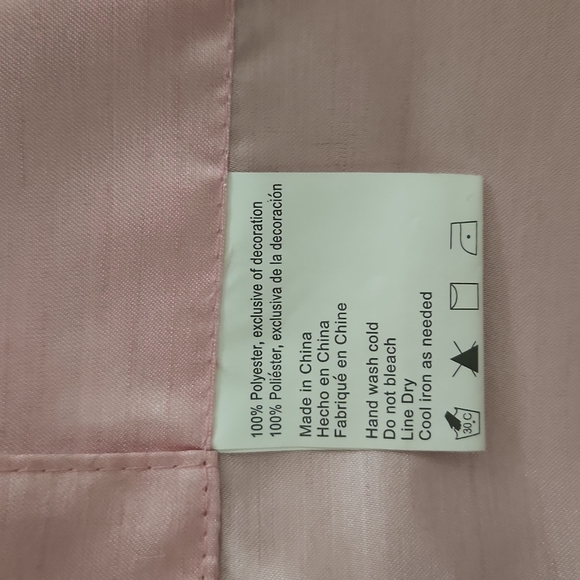 100% Polyester, exclusive of decoration
100% Poliéster, exclusiva de la decoración
Made in China
Hecho en China
Fabriqué en Chine
Hand wash cold
Do not bleach
Line Dry
Cool iron as needed
30 C